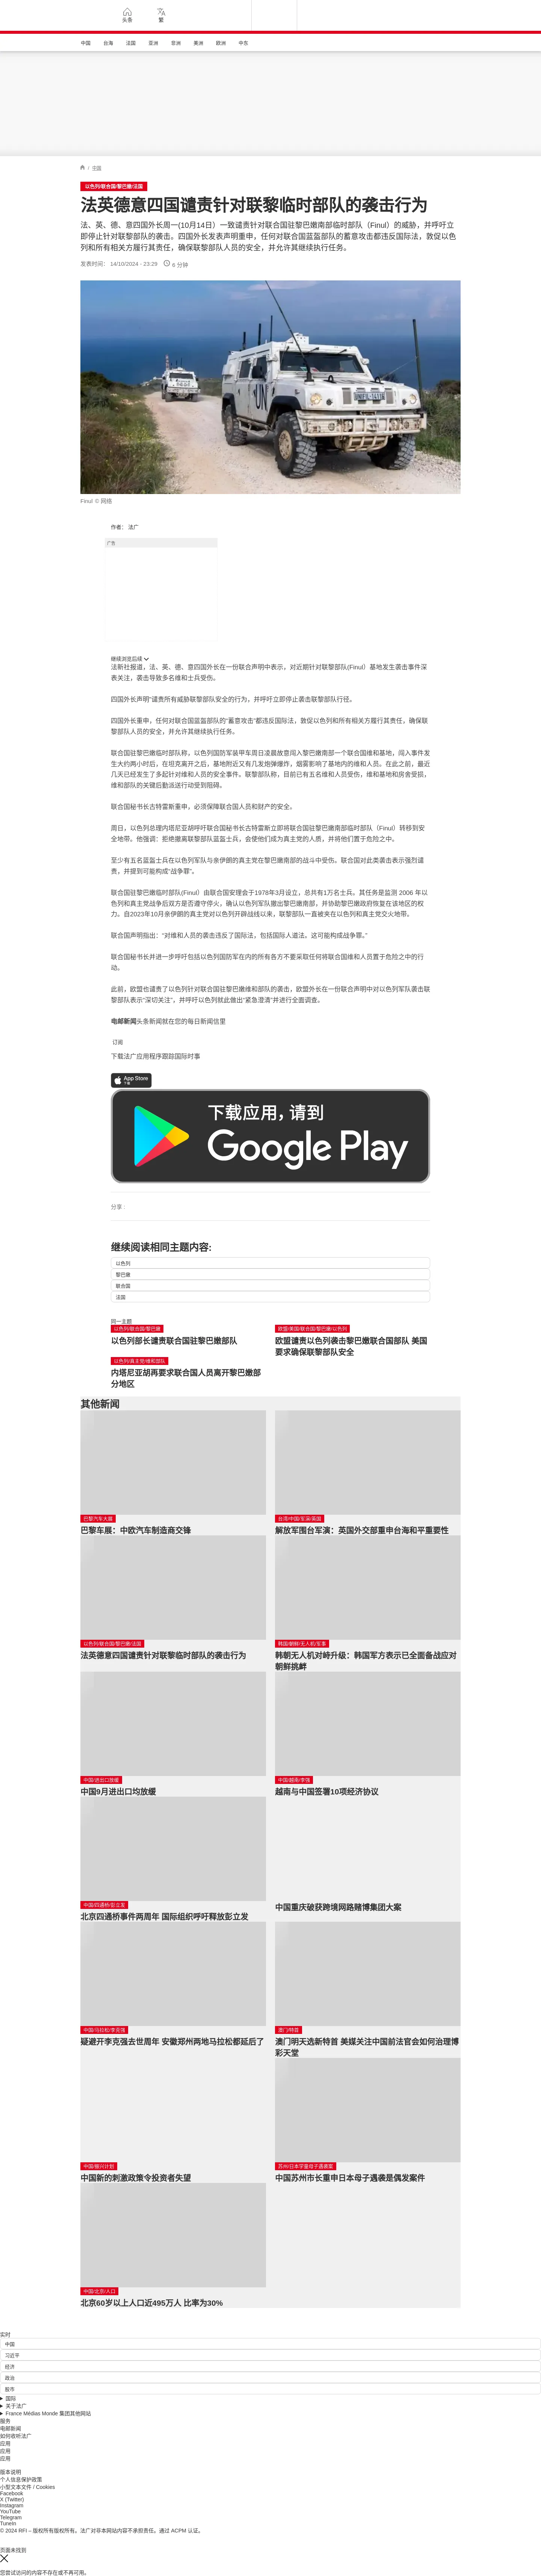 头条
繁
中国
台海
法国
亚洲
非洲
美洲
欧洲
中东
/ 法国
以色列/联合国/黎巴嫩/法国
法英德意四国谴责针对联黎临时部队的袭击行为
法、英、德、意四国外长周一(10月14日）一致谴责针对联合国驻黎巴嫩南部临时部队（Finul）的威胁，并呼吁立即停止针对联黎部队的袭击。四国外长发表声明重申，任何对联合国蓝盔部队的蓄意攻击都违反国际法，敦促以色列和所有相关方履行其责任，确保联黎部队人员的安全，并允许其继续执行任务。
发表时间： 14/10/2024 - 23:29
6 分钟
UN
Finul © 网络
作者： 法广
广告
继续浏览后续
法新社报道，法、英、德、意四国外长在一份联合声明中表示，对近期针对联黎部队(Finul）基地发生袭击事件深表关注，袭击导致多名维和士兵受伤。
四国外长声明“谴责所有威胁联黎部队安全的行为，并呼吁立即停止袭击联黎部队行径。
四国外长重申，任何对联合国蓝盔部队的“蓄意攻击”都违反国际法，敦促以色列和所有相关方履行其责任，确保联黎部队人员的安全，并允许其继续执行任务。
联合国驻黎巴嫩临时部队称，以色列国防军装甲车周日凌晨故意闯入黎巴嫩南部一个联合国维和基地，闯入事件发生大约两小时后，在坦克离开之后，基地附近又有几发炮弹爆炸，烟雾影响了基地内的维和人员。在此之前，最近几天已经发生了多起针对维和人员的安全事件。联黎部队称，目前已有五名维和人员受伤，维和基地和房舍受损，维和部队的关键后勤派送行动受到阻碍。
联合国秘书长古特雷斯重申，必须保障联合国人员和财产的安全。
周日，以色列总理内塔尼亚胡呼吁联合国秘书长古特雷斯立即将联合国驻黎巴嫩南部临时部队（Finul）转移到安全地带。他强调：拒绝撤离联黎部队蓝盔士兵，会使他们成为真主党的人质，并将他们置于危险之中。
至少有五名蓝盔士兵在以色列军队与亲伊朗的真主党在黎巴嫩南部的战斗中受伤。联合国对此类袭击表示强烈谴责，并提到可能构成“战争罪”。
联合国驻黎巴嫩临时部队(Finul）由联合国安理会于1978年3月设立，总共有1万名士兵。其任务是监测 2006 年以色列和真主党战争后双方是否遵守停火，确认以色列军队撤出黎巴嫩南部，并协助黎巴嫩政府恢复在该地区的权力。自2023年10月亲伊朗的真主党对以色列开辟战线以来，联黎部队一直被夹在以色列和真主党交火地带。
联合国声明指出：“对维和人员的袭击违反了国际法，包括国际人道法，这可能构成战争罪。”
联合国秘书长并进一步呼吁包括以色列国防军在内的所有各方不要采取任何将联合国维和人员置于危险之中的行动。
此前，欧盟也谴责了以色列针对联合国驻黎巴嫩维和部队的袭击，欧盟外长在一份联合声明中对以色列军队袭击联黎部队表示“深切关注”，并呼吁以色列就此做出“紧急澄清”并进行全面调查。
电邮新闻头条新闻就在您的每日新闻信里
订阅
下载法广应用程序跟踪国际时事
App Store
下载应用，请到
Google Play
分享 :
继续阅读相同主题内容:
以色列
黎巴嫩
联合国
法国
同一主题
以色列/联合国/黎巴嫩
以色列部长谴责联合国驻黎巴嫩部队
欧盟/美国/联合国/黎巴嫩/以色列
欧盟谴责以色列袭击黎巴嫩联合国部队 美国要求确保联黎部队安全
以色列/真主党/维和部队
内塔尼亚胡再要求联合国人员离开黎巴嫩部分地区
其他新闻
巴黎汽车大展
巴黎车展：中欧汽车制造商交锋
台湾/中国/军演/英国
解放军围台军演：英国外交部重申台海和平重要性
以色列/联合国/黎巴嫩/法国
法英德意四国谴责针对联黎临时部队的袭击行为
韩国/朝鲜/无人机/军事
韩朝无人机对峙升级：韩国军方表示已全面备战应对朝鲜挑衅
中国/进出口放缓
中国9月进出口均放缓
中国/越南/李强
越南与中国签署10项经济协议
中国/四通桥/彭立发
北京四通桥事件两周年 国际组织呼吁释放彭立发
中国重庆破获跨境网路赌博集团大案
中国/马拉松/李克强
疑避开李克强去世周年 安徽郑州两地马拉松都延后了
澳门/特首
澳门明天选新特首 美媒关注中国前法官会如何治理博彩天堂
中国/振兴计划
中国新的刺激政策令投资者失望
苏州/日本学童母子遇袭案
中国苏州市长重申日本母子遇袭是偶发案件
中国/北京/人口
北京60岁以上人口近495万人 比率为30%
实时
中国
习近平
经济
政治
股市
国际
关于法广
France Médias Monde 集团其他网站
服务
电邮新闻
如何收听法广
应用
应用
应用
版本说明
个人信息保护政策
小型文本文件 / Cookies
Facebook
X (Twitter)
Instagram
YouTube
Telegram
TuneIn
© 2024 RFI – 版权所有版权所有。法广对非本网站内容不承担责任。通过 ACPM 认证。
页面未找到
您尝试访问的内容不存在或不再可用。